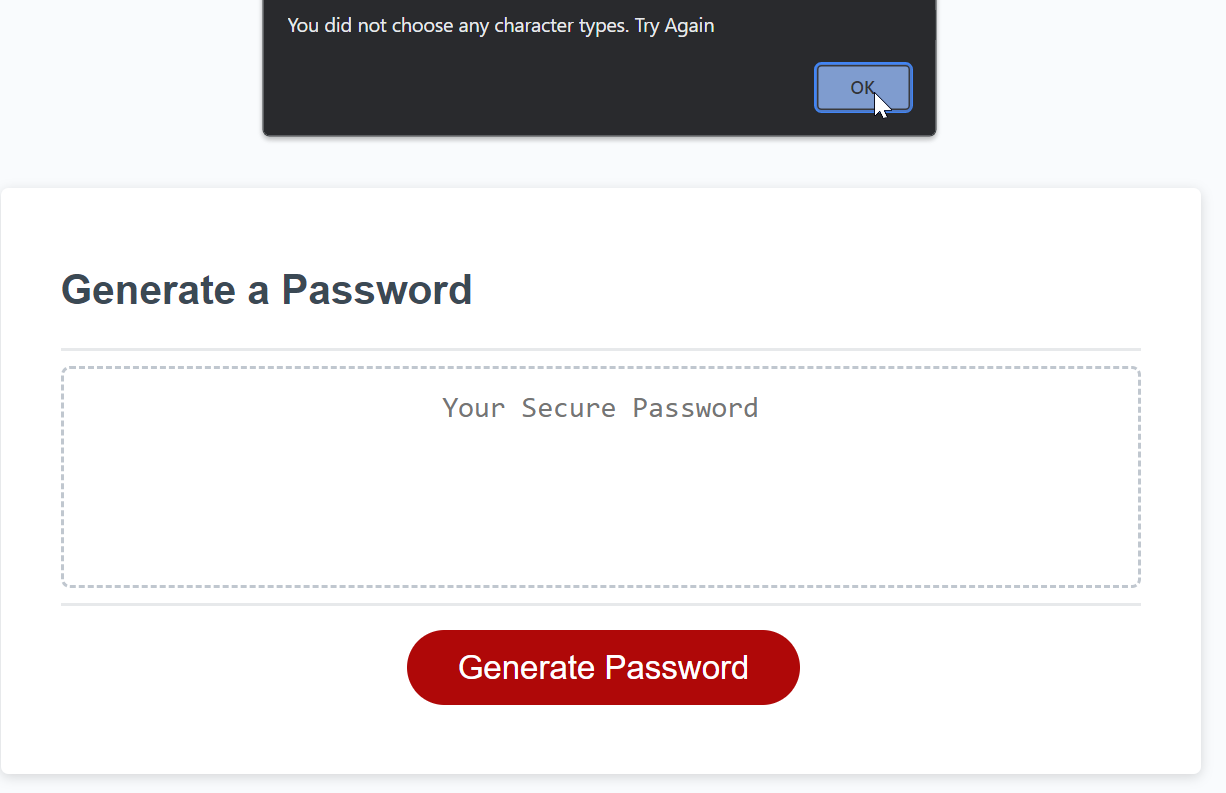 You did not choose any character types. Try Again
OK
Generate a Password
Your Secure Password
Generate Password